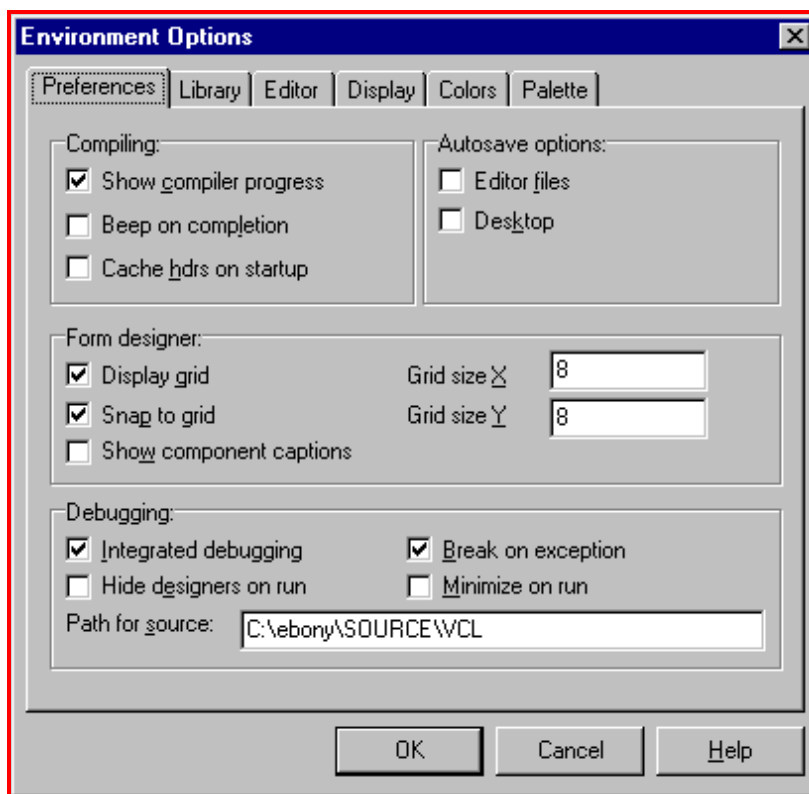 Environment Options
Preferences Library Editor Display Colors Palette
Compiling:
Show compiler progress
Beep on completion
Cache hdrs on startup
Autosave options:
Editor files
Desktop
Form designer:
Display grid
Grid size X 8
Snap to grid
Grid size Y 8
Show component captions
Debugging:
Integrated debugging
Break on exception
Hide designers on run
Minimize on run
Path for source: C:\ebony\SOURCE\VCL
OK Cancel Help